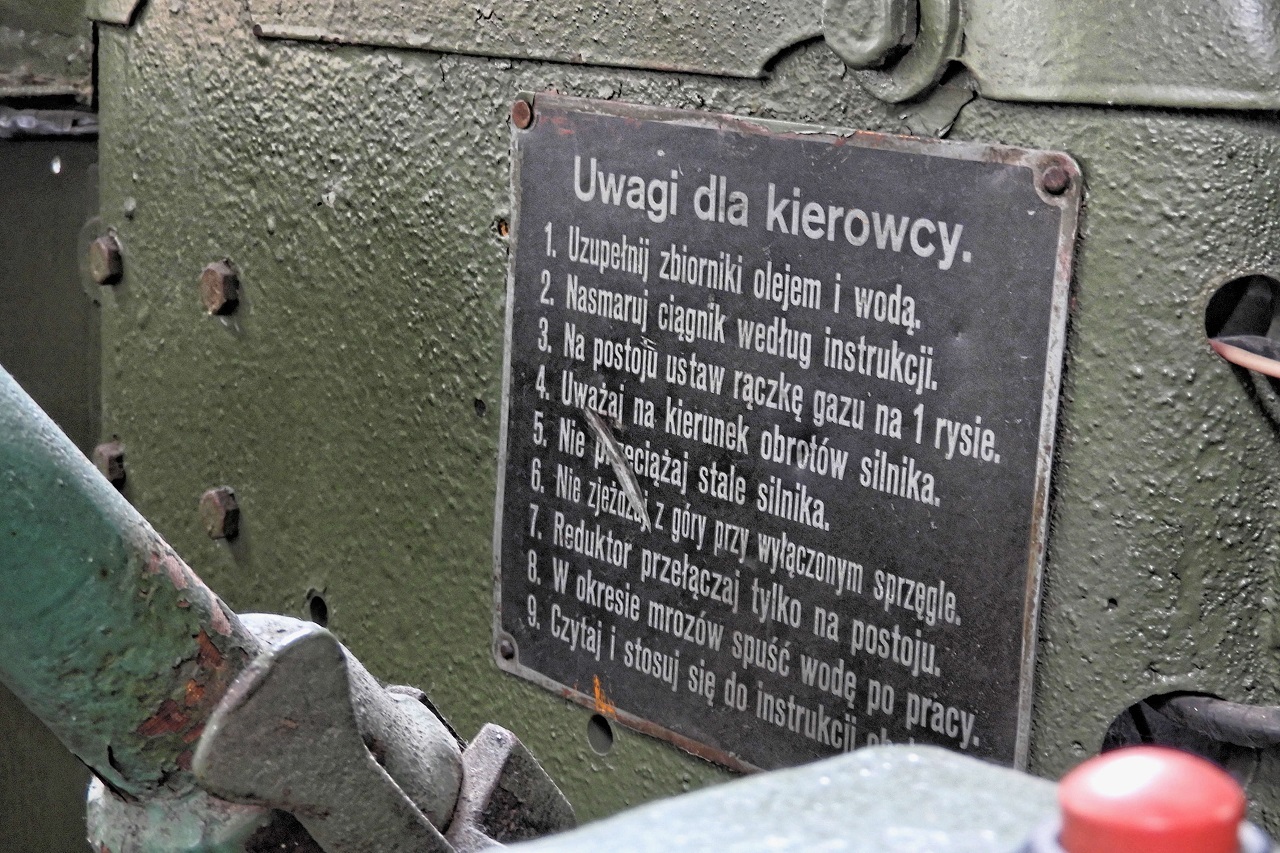 Uwagi dla kierowcy.
1. Uzupełnij zbiorniki olejem i wodą.
2. Nasmaruj ciągnik według instrukcji.
3. Na postoju ustaw rączkę gazu na 1 rysie.
4. Uważaj na kierunek obrotów silnika.
5. Nie przeciążaj stale silnika.
6. Nie zjeżdżaj z góry przy wyłączonym sprzęgle.
7. Reduktor przełączaj tylko na postoju.
8. W okresie mrozów spuść wodę po pracy.
9. Czytaj i stosuj się do instrukcji